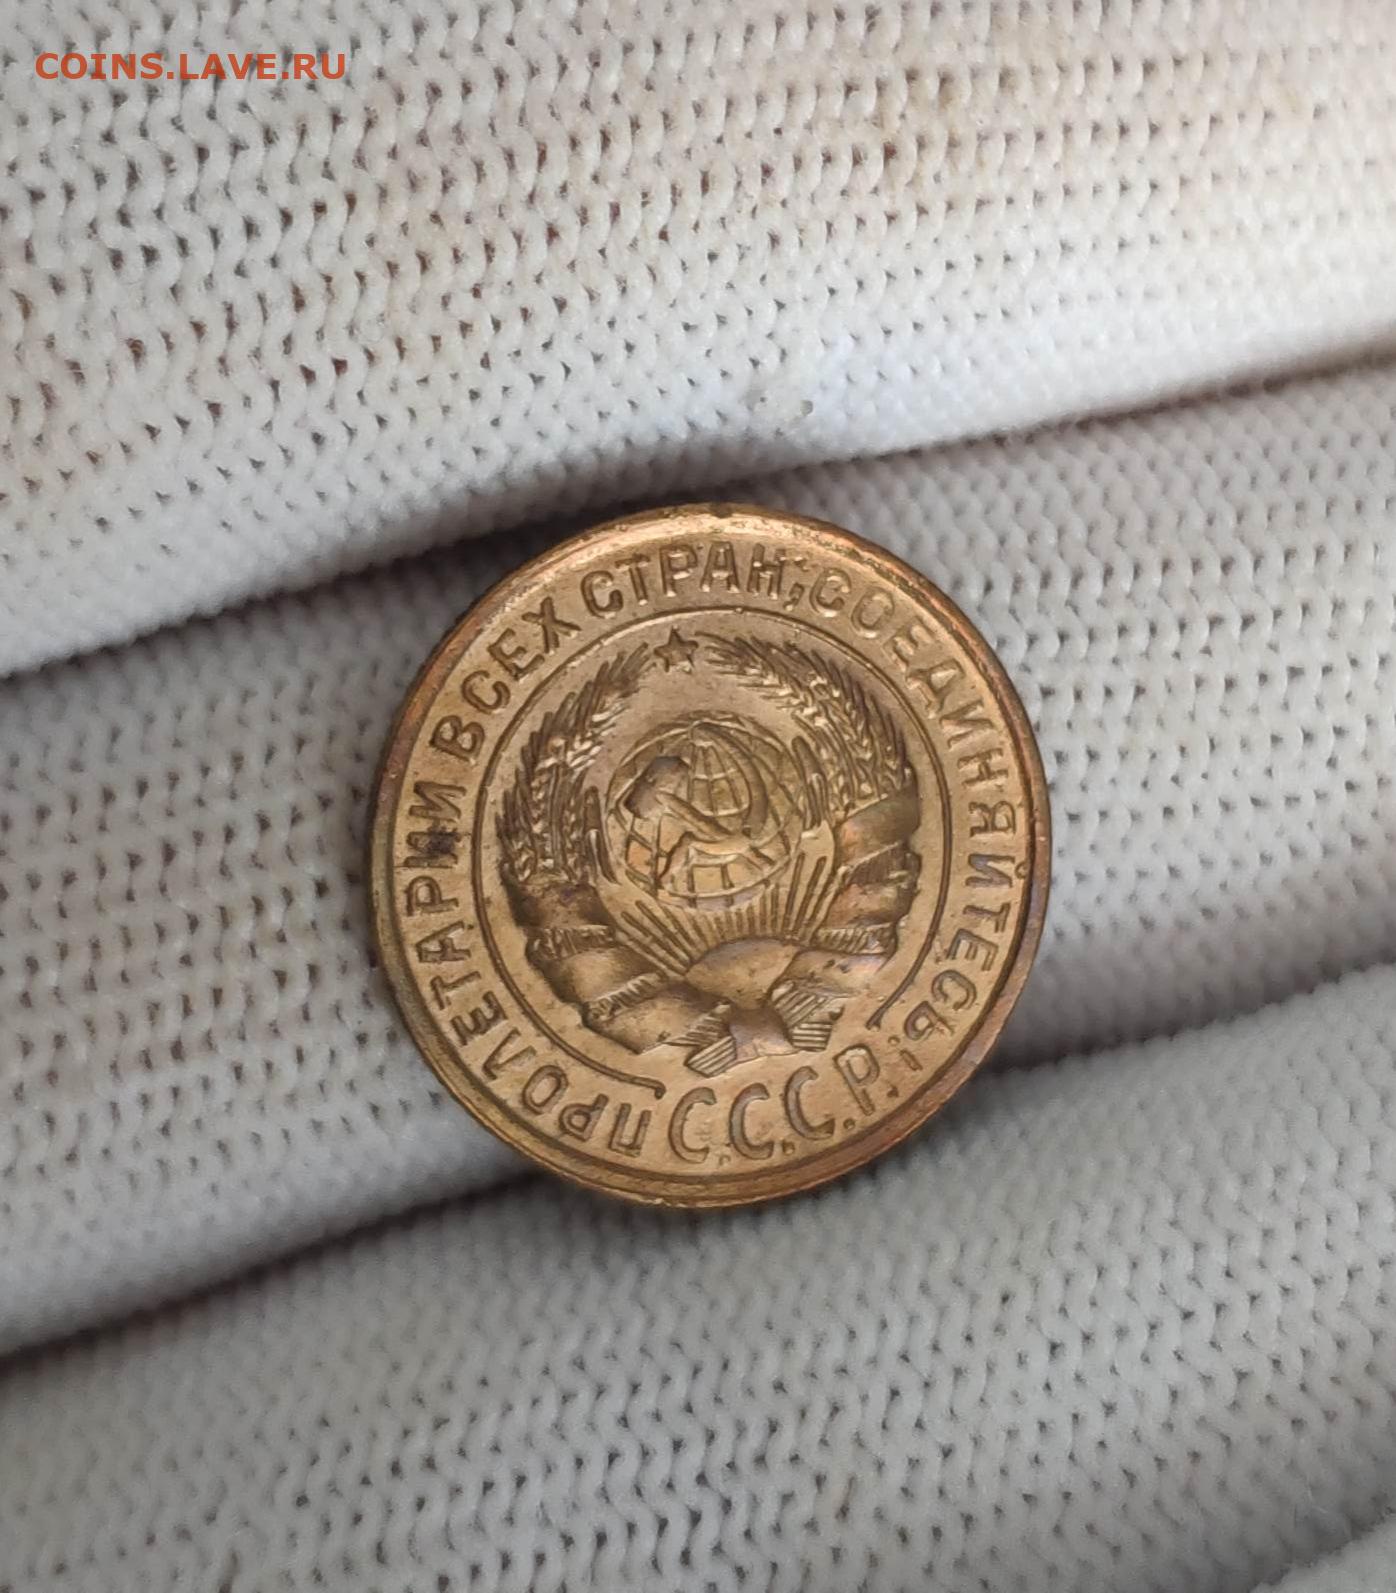 COINS.LAVE.RU
ПРОЛЕТАРИИ ВСЕХ СТРАН, СОЕДИНЯЙТЕСЬ!
С.С.С.Р.